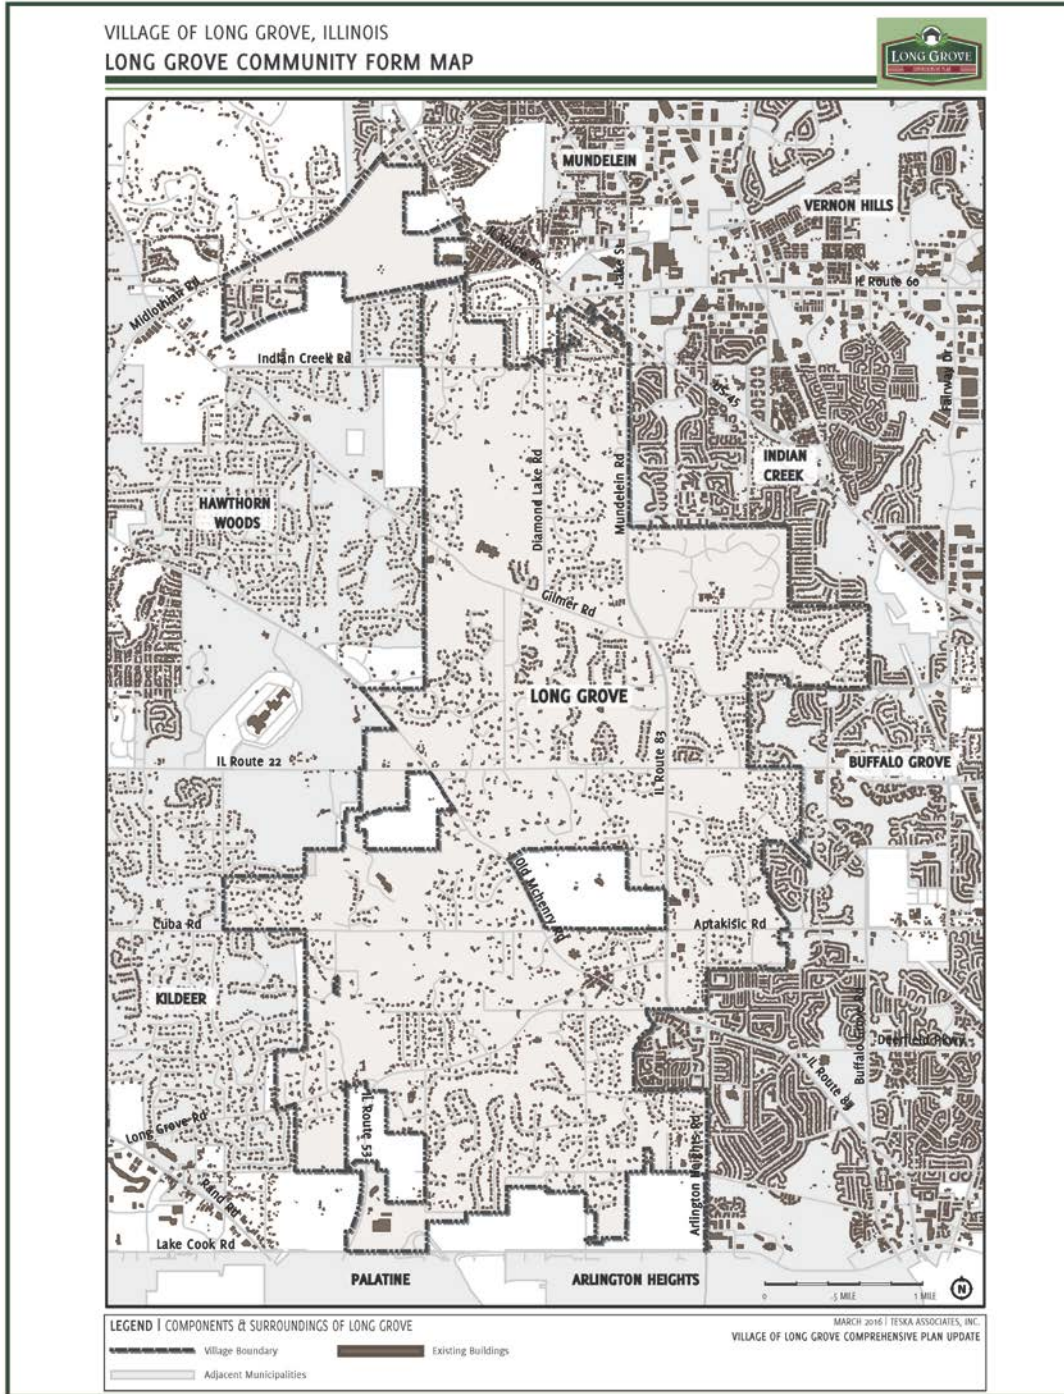 VILLAGE OF LONG GROVE, ILLINOIS
LONG GROVE COMMUNITY FORM MAP
LONG GROVE
MUNDELEIN
VERNON HILLS
Lake St
IL Route 60
Midlothian Rd
Indian Creek Rd
US 45
Fairway Dr
INDIAN
CREEK
HAWTHORN
WOODS
Diamond Lake Rd
Mundelein Rd
Gilmer Rd
LONG GROVE
IL Route 83
IL Route 22
BUFFALO GROVE
Old Mchenry Rd
Cuba Rd
Aptakisic Rd
KILDEER
Buffalo Grove Rd
Deerfield Pkwy
IL Route 83
IL Route 53
Long Grove Rd
Arlington Heights Rd
Rand Rd
Lake Cook Rd
PALATINE
ARLINGTON HEIGHTS
0 .5 MILE 1 MILE
N
LEGEND | COMPONENTS & SURROUNDINGS OF LONG GROVE
Village Boundary
Existing Buildings
Adjacent Municipalities
MARCH 2016 | TESKA ASSOCIATES, INC.
VILLAGE OF LONG GROVE COMPREHENSIVE PLAN UPDATE